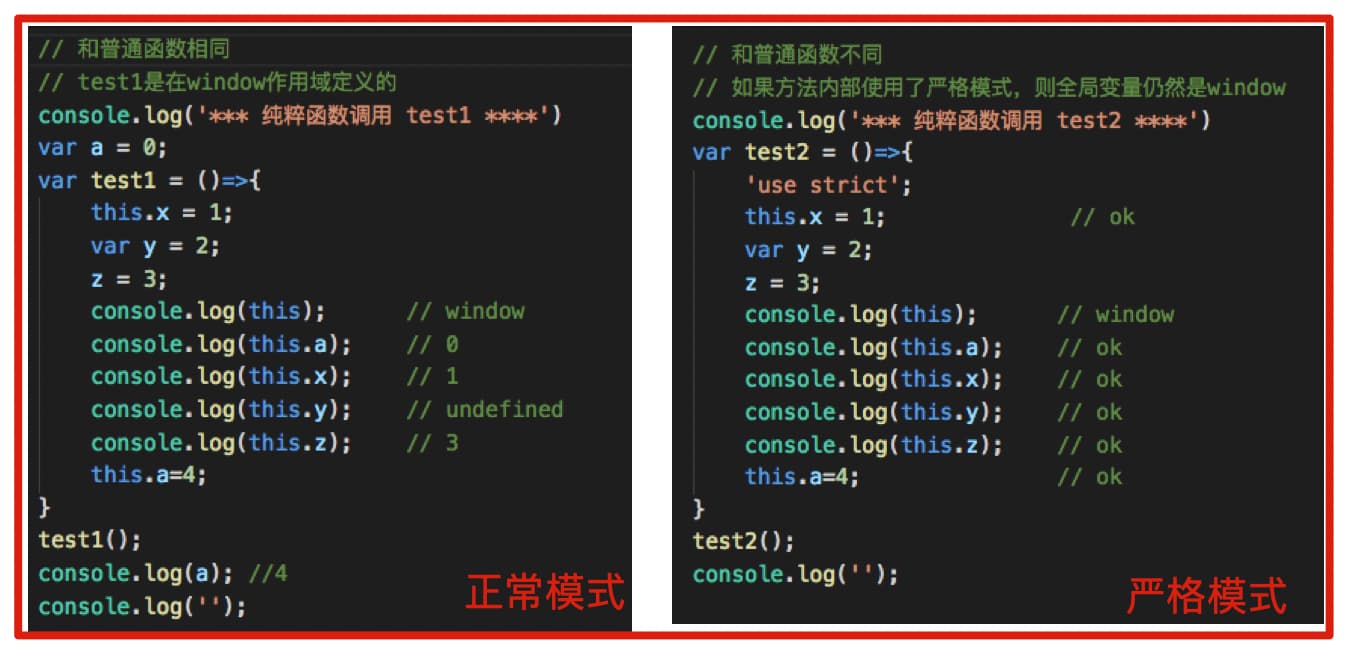 // 和普通函数相同
// test1是在window作用域定义的
console.log('*** 纯粹函数调用 test1 ****')
var a = 0;
var test1 = ()=>{
    this.x = 1;
    var y = 2;
    z = 3;
    console.log(this);      // window
    console.log(this.a);    // 0
    console.log(this.x);    // 1
    console.log(this.y);    // undefined
    console.log(this.z);    // 3
    this.a=4;
}
test1();
console.log(a); //4
console.log('');
正常模式
// 和普通函数不同
// 如果方法内部使用了严格模式，则全局变量仍然是window
console.log('*** 纯粹函数调用 test2 ****')
var test2 = ()=>{
    'use strict';
    this.x = 1;              // ok
    var y = 2;
    z = 3;
    console.log(this);      // window
    console.log(this.a);    // ok
    console.log(this.x);    // ok
    console.log(this.y);    // ok
    console.log(this.z);    // ok
    this.a=4;               // ok
}
test2();
console.log('');
严格模式